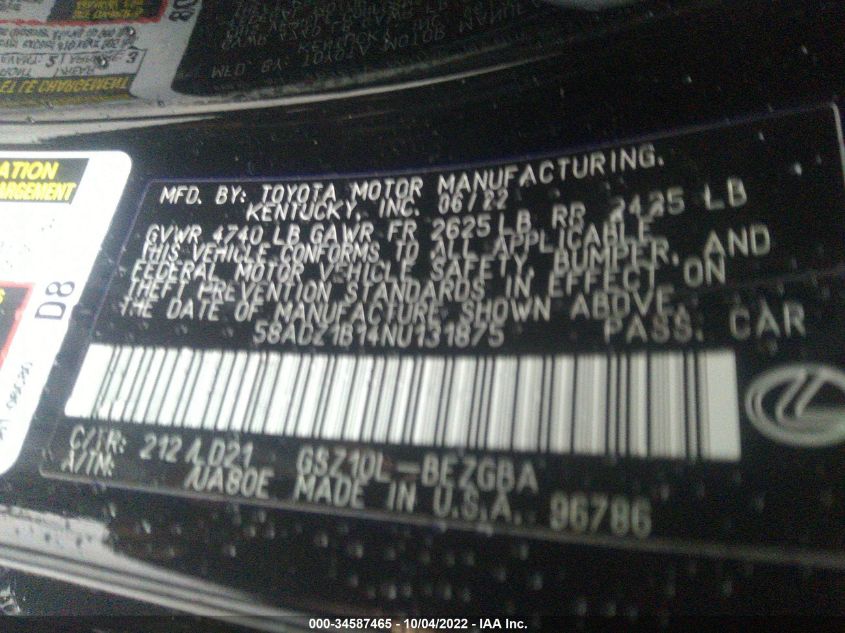 ATION
ARGEMENT
D8
MFD. BY: TOYOTA MOTOR MANUFACTURING.
KENTUCKY, INC. 06/22
GVWR 4740 LB GAWR FR 2625 LB RR 2425 LB
THIS VEHICLE CONFORMS TO ALL APPLICABLE
FEDERAL MOTOR VEHICLE SAFETY, BUMPER, AND
THEFT PREVENTION STANDARDS IN EFFECT ON
THE DATE OF MANUFACTURE SHOWN ABOVE.
58ADZ1B14NU131875 PASS. CAR
C/TR: 212 /LD21 GSZ10L-BEZGBA
A/TM: /UA80E MADE IN U.S.A. 96786
000-34587465 - 10/04/2022 - IAA Inc.